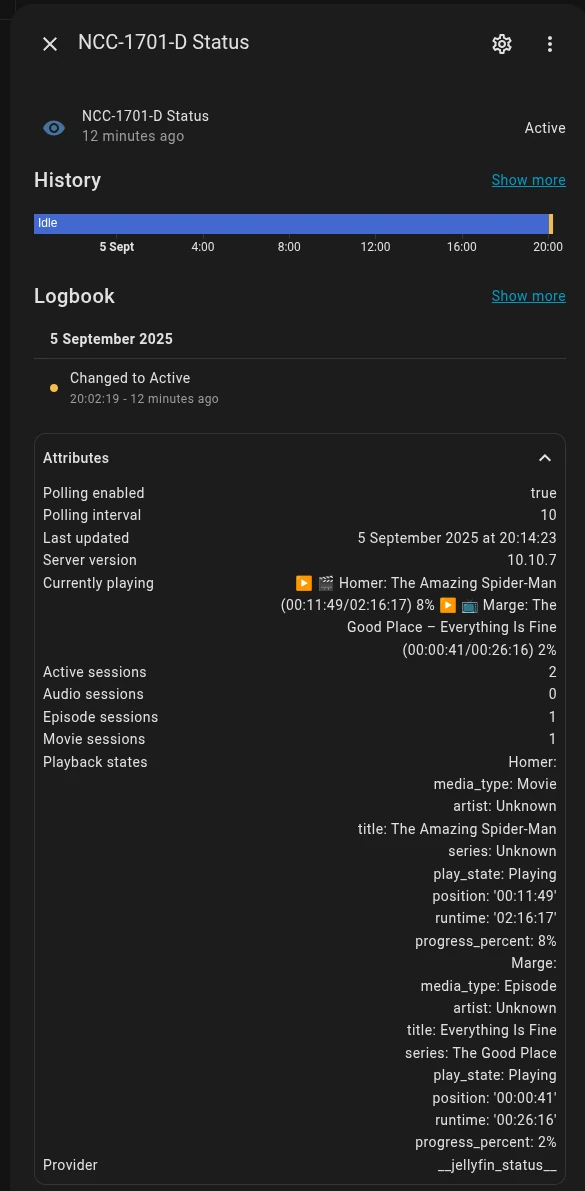 NCC-1701-D Status
NCC-1701-D Status
12 minutes ago
Active
History
Show more
Idle
5 Sept 4:00 8:00 12:00 16:00 20:00
Logbook
Show more
5 September 2025
Changed to Active
20:02:19 - 12 minutes ago
Attributes
Polling enabled true
Polling interval 10
Last updated 5 September 2025 at 20:14:23
Server version 10.10.7
Currently playing ▶️ 🎬 Homer: The Amazing Spider-Man
(00:11:49/02:16:17) 8% ▶️ 📺 Marge: The
Good Place – Everything Is Fine
(00:00:41/00:26:16) 2%
Active sessions 2
Audio sessions 0
Episode sessions 1
Movie sessions 1
Playback states Homer:
media_type: Movie
artist: Unknown
title: The Amazing Spider-Man
series: Unknown
play_state: Playing
position: '00:11:49'
runtime: '02:16:17'
progress_percent: 8%
Marge:
media_type: Episode
artist: Unknown
title: Everything Is Fine
series: The Good Place
play_state: Playing
position: '00:00:41'
runtime: '00:26:16'
progress_percent: 2%
Provider __jellyfin_status__